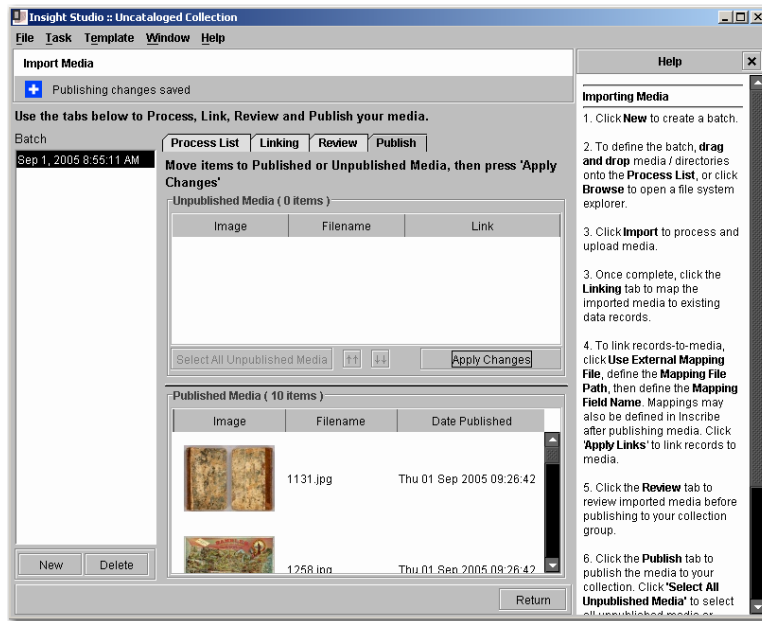 Insight Studio :: Uncataloged Collection
File Task Template Window Help
Import Media
Publishing changes saved
Use the tabs below to Process, Link, Review and Publish your media.
Batch
Sep 1, 2005 8:55:11 AM
New Delete
Process List Linking Review Publish
Move items to Published or Unpublished Media, then press 'Apply
Changes'
Unpublished Media ( 0 items )
Image Filename Link
Select All Unpublished Media Apply Changes
Published Media ( 10 items )
Image Filename Date Published
1131.jpg Thu 01 Sep 2005 09:26:42
1258.jpg Thu 01 Sep 2005 09:26:42
Return
Help
Importing Media
1. Click New to create a batch.
2. To define the batch, drag
and drop media / directories
onto the Process List, or click
Browse to open a file system
explorer.
3. Click Import to process and
upload media.
3. Once complete, click the
Linking tab to map the
imported media to existing
data records.
4. To link records-to-media,
click Use External Mapping
File, define the Mapping File
Path, then define the Mapping
Field Name. Mappings may
also be defined in Inscribe
after publishing media. Click
'Apply Links' to link records to
media.
5. Click the Review tab to
review imported media before
publishing to your collection
group.
6. Click the Publish tab to
publish the media to your
collection. Click 'Select All
Unpublished Media' to select
all unpublished media or